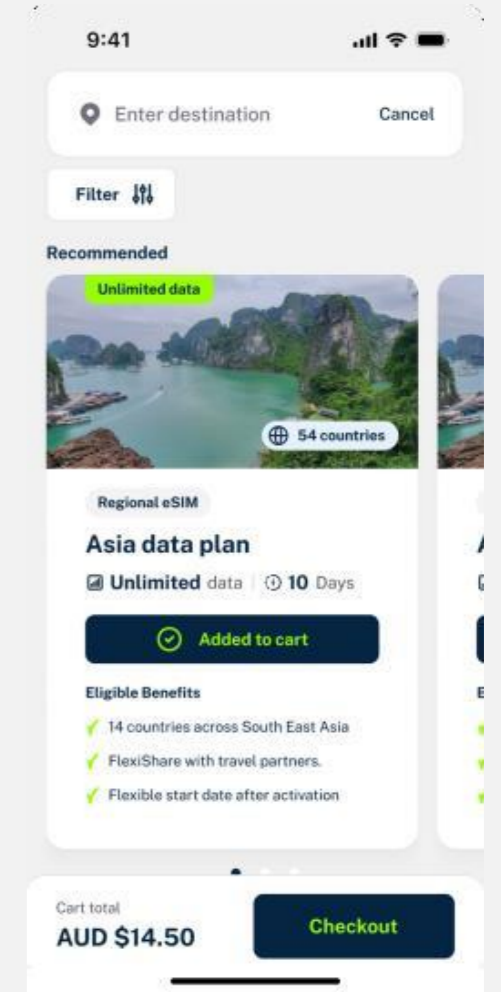 9:41
Enter destination Cancel
Filter
Recommended
Unlimited data
54 countries
Regional eSIM
Asia data plan
Unlimited data 10 Days
Added to cart
Eligible Benefits
14 countries across South East Asia
FlexiShare with travel partners.
Flexible start date after activation
Cart total
AUD $14.50
Checkout